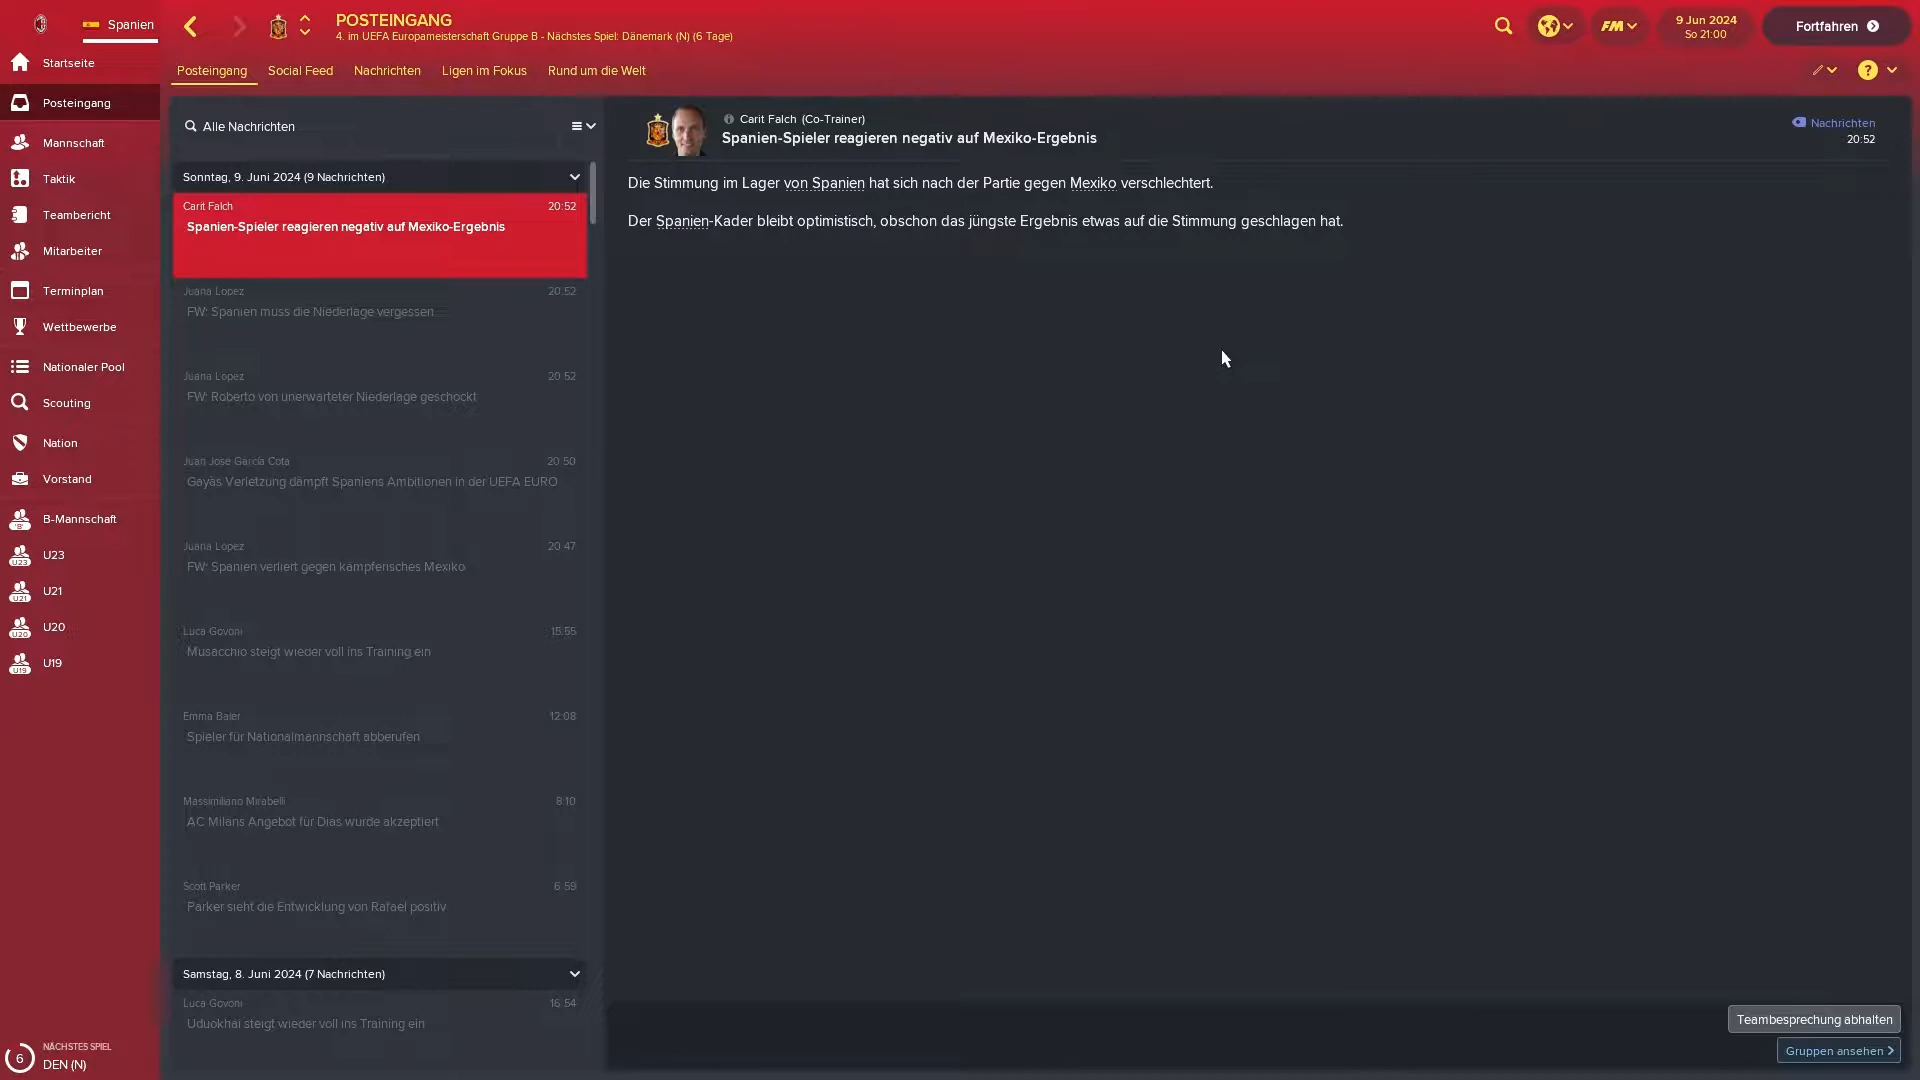 Spanien
POSTEINGANG
4. im UEFA Europameisterschaft Gruppe B - Nächstes Spiel: Dänemark (N) (6 Tage)
FM
9 Jun 2024
So 21:00
Fortfahren
Startseite
Posteingang
Mannschaft
Taktik
Teambericht
Mitarbeiter
Terminplan
Wettbewerbe
Nationaler Pool
Scouting
Nation
Vorstand
B-Mannschaft
U23
U21
U20
U19
NÄCHSTES SPIEL
6
DEN (N)
Posteingang Social Feed Nachrichten Ligen im Fokus Rund um die Welt
?
Alle Nachrichten
Sonntag, 9. Juni 2024 (9 Nachrichten)
Carit Falch 20:52
Spanien-Spieler reagieren negativ auf Mexiko-Ergebnis
Juana Lopez 20:52
FW: Spanien muss die Niederlage vergessen...
Juana Lopez 20:52
FW: Roberto von unerwarteter Niederlage geschockt
Juan José García Cota 20:50
Gayàs Verletzung dämpft Spaniens Ambitionen in der UEFA EURO
Juana Lopez 20:47
FW: Spanien verliert gegen kämpferisches Mexiko
Luca Govoni 15:55
Musacchio steigt wieder voll ins Training ein
Emma Baler 12:08
Spieler für Nationalmannschaft abberufen
Massimiliano Mirabelli 8:10
AC Milans Angebot für Dias wurde akzeptiert
Scott Parker 6:59
Parker sieht die Entwicklung von Rafael positiv
Samstag, 8. Juni 2024 (7 Nachrichten)
Luca Govoni 16:54
Uduokhai steigt wieder voll ins Training ein
Carit Falch (Co-Trainer)
Spanien-Spieler reagieren negativ auf Mexiko-Ergebnis
Nachrichten
20:52
Die Stimmung im Lager von Spanien hat sich nach der Partie gegen Mexiko verschlechtert.
Der Spanien-Kader bleibt optimistisch, obschon das jüngste Ergebnis etwas auf die Stimmung geschlagen hat.
Teambesprechung abhalten
Gruppen ansehen